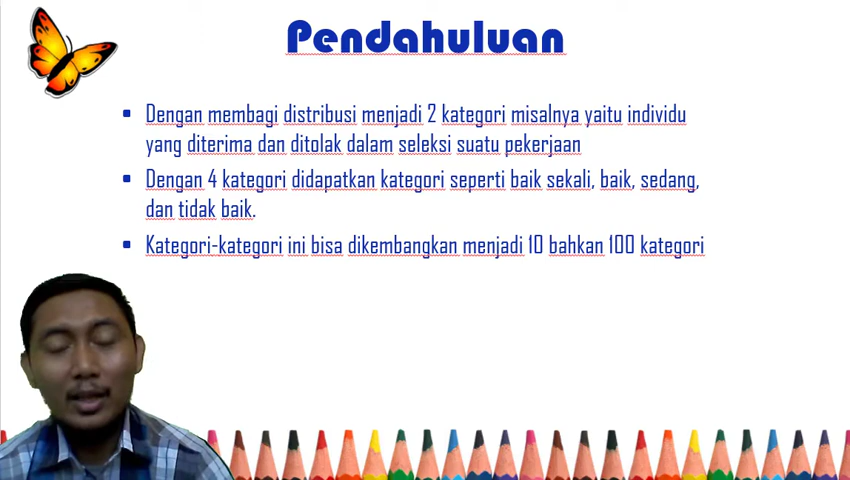 Pendahuluan
Dengan membagi distribusi menjadi 2 kategori misalnya yaitu individu
yang diterima dan ditolak dalam seleksi suatu pekerjaan
Dengan 4 kategori didapatkan kategori seperti baik sekali, baik, sedang,
dan tidak baik.
Kategori-kategori ini bisa dikembangkan menjadi 10 bahkan 100 kategori